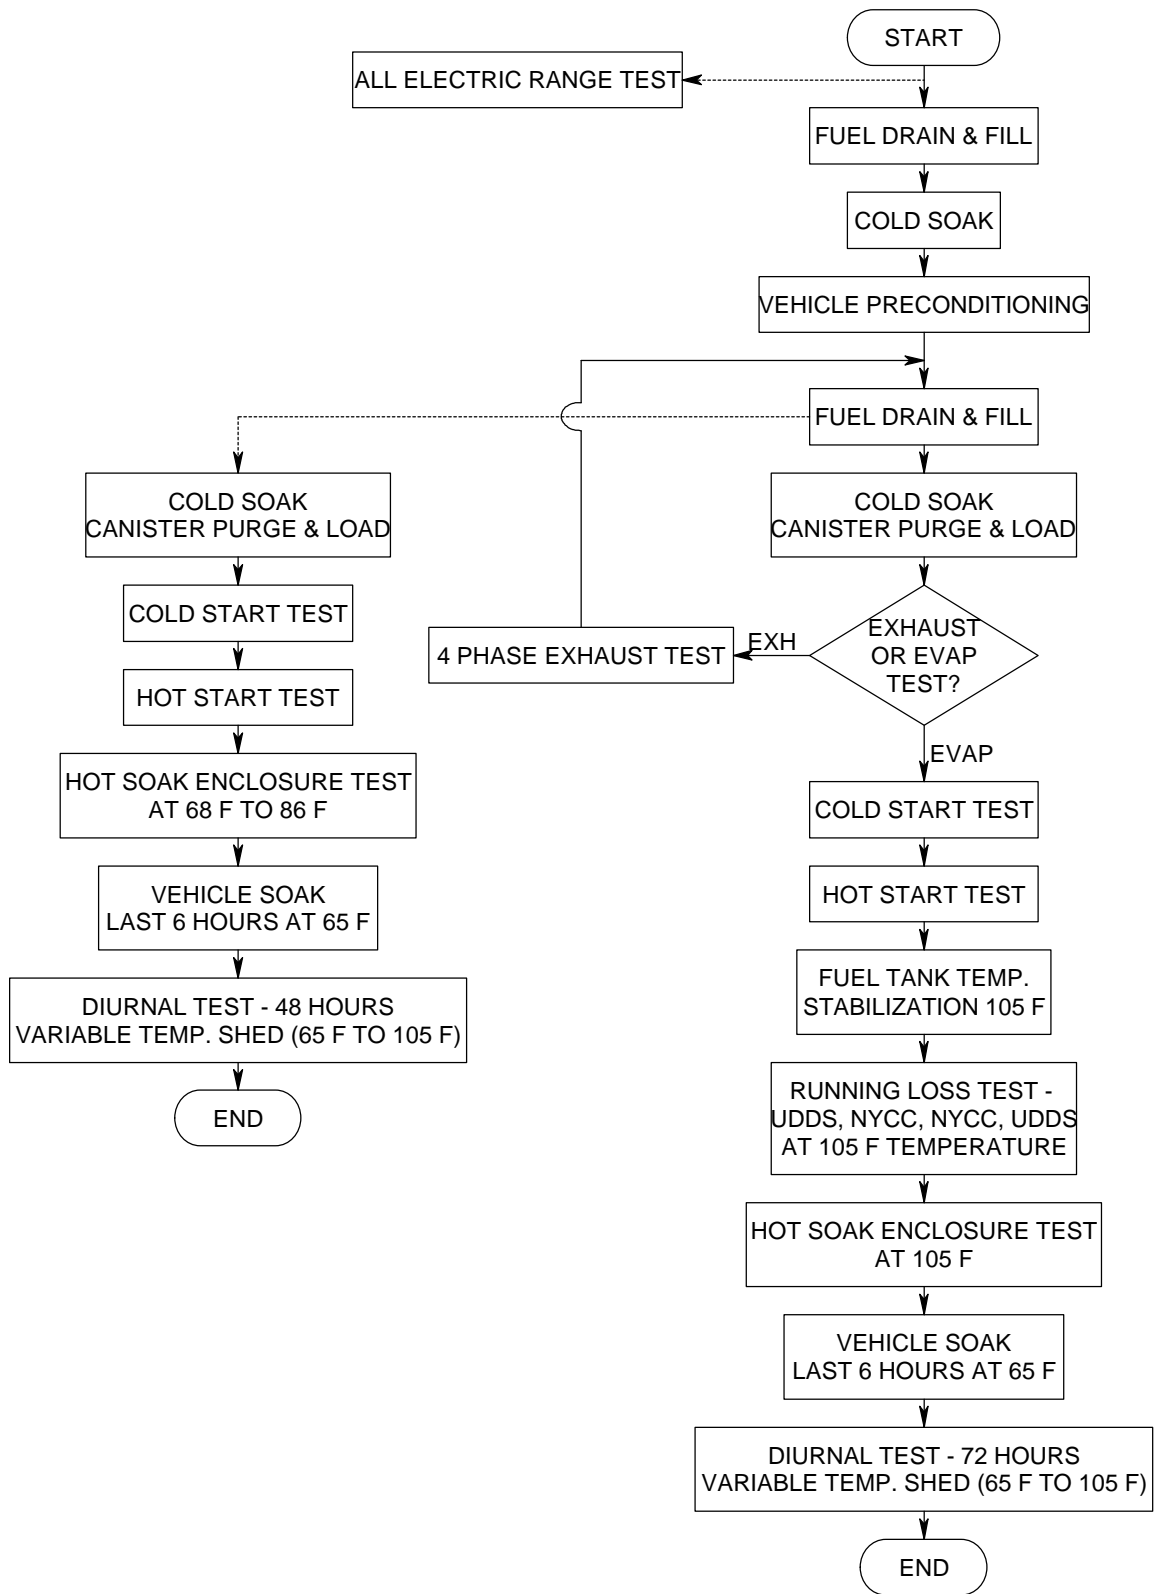 START
ALL ELECTRIC RANGE TEST
FUEL DRAIN & FILL
COLD SOAK
VEHICLE PRECONDITIONING
FUEL DRAIN & FILL
COLD SOAK
CANISTER PURGE & LOAD
EXHAUST
OR EVAP
TEST?
EXH
4 PHASE EXHAUST TEST
EVAP
COLD START TEST
HOT START TEST
FUEL TANK TEMP.
STABILIZATION 105 F
RUNNING LOSS TEST -
UDDS, NYCC, NYCC, UDDS
AT 105 F TEMPERATURE
HOT SOAK ENCLOSURE TEST
AT 105 F
VEHICLE SOAK
LAST 6 HOURS AT 65 F
DIURNAL TEST - 72 HOURS
VARIABLE TEMP. SHED (65 F TO 105 F)
END
COLD SOAK
CANISTER PURGE & LOAD
COLD START TEST
HOT START TEST
HOT SOAK ENCLOSURE TEST
AT 68 F TO 86 F
VEHICLE SOAK
LAST 6 HOURS AT 65 F
DIURNAL TEST - 48 HOURS
VARIABLE TEMP. SHED (65 F TO 105 F)
END